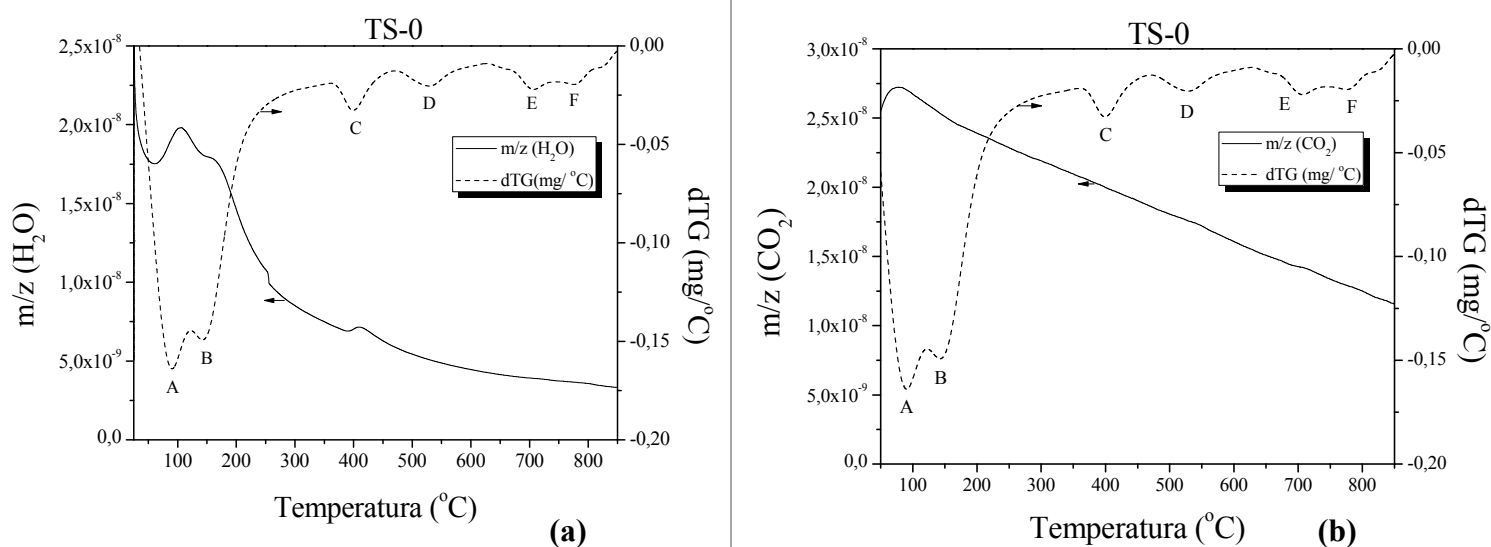 TS-0
2,5x10⁻⁸
2,0x10⁻⁸
1,5x10⁻⁸
1,0x10⁻⁸
5,0x10⁻⁹
0,0
m/z (H₂O)
0,00
-0,05
-0,10
-0,15
-0,20
dTG (mg/°C)
m/z (H₂O)
dTG(mg/ °C)
A
B
C
D
E
F
100 200 300 400 500 600 700 800
Temperatura (°C)
(a)
TS-0
3,0x10⁻⁸
2,5x10⁻⁸
2,0x10⁻⁸
1,5x10⁻⁸
1,0x10⁻⁸
5,0x10⁻⁹
0,0
m/z (CO₂)
0,00
-0,05
-0,10
-0,15
-0,20
dTG (mg/°C)
m/z (CO₂)
dTG (mg/ °C)
A
B
C
D
E
F
100 200 300 400 500 600 700 800
Temperatura (°C)
(b)